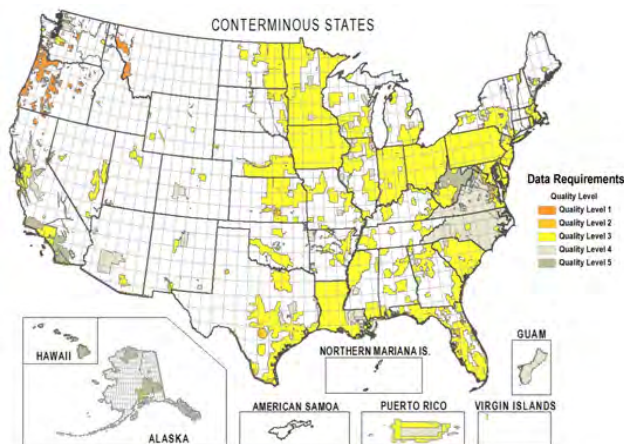 CONTERMINOUS STATES
Data Requirements
Quality Level
Quality Level 1
Quality Level 2
Quality Level 3
Quality Level 4
Quality Level 5
HAWAII
ALASKA
NORTHERN MARIANA IS.
GUAM
AMERICAN SAMOA
PUERTO RICO
VIRGIN ISLANDS